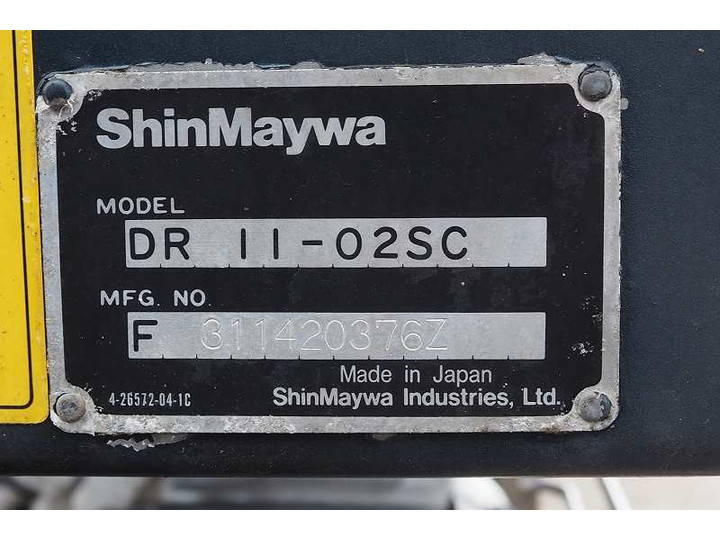 ShinMaywa
MODEL
DR 11-02SC
MFG. NO.
F 311420376Z
Made in Japan
4-26572-04-1C
ShinMaywa Industries, Ltd.